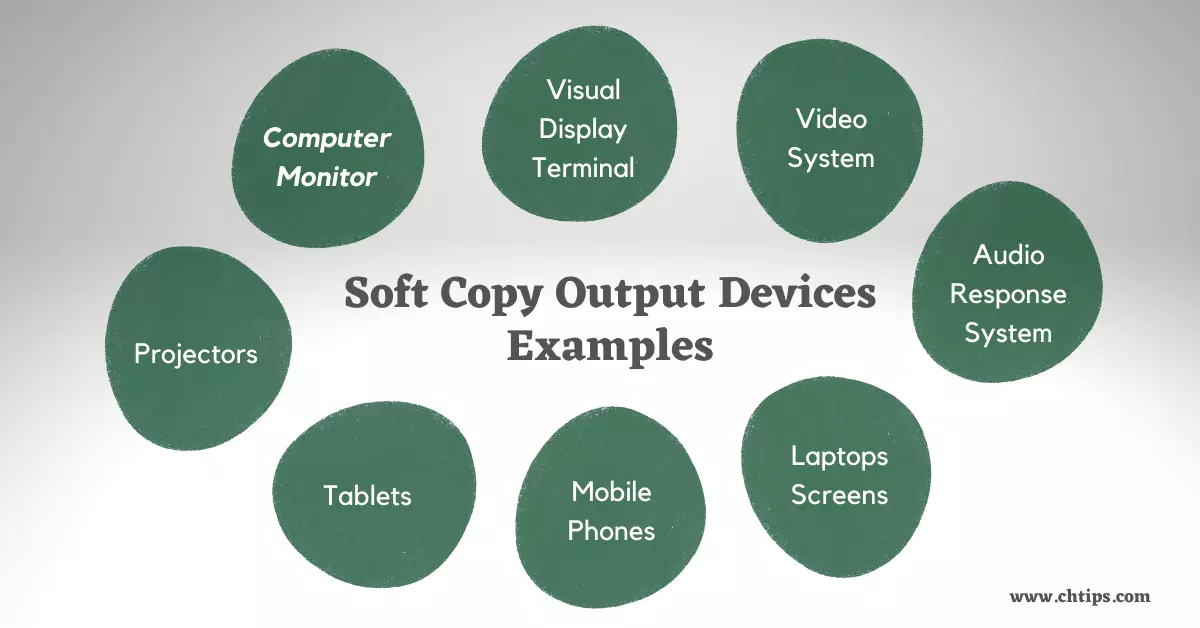 Computer
Monitor
Visual
Display
Terminal
Video
System
Audio
Response
System
Soft Copy Output Devices
Examples
Projectors
Tablets
Mobile
Phones
Laptops
Screens
www.chtips.com